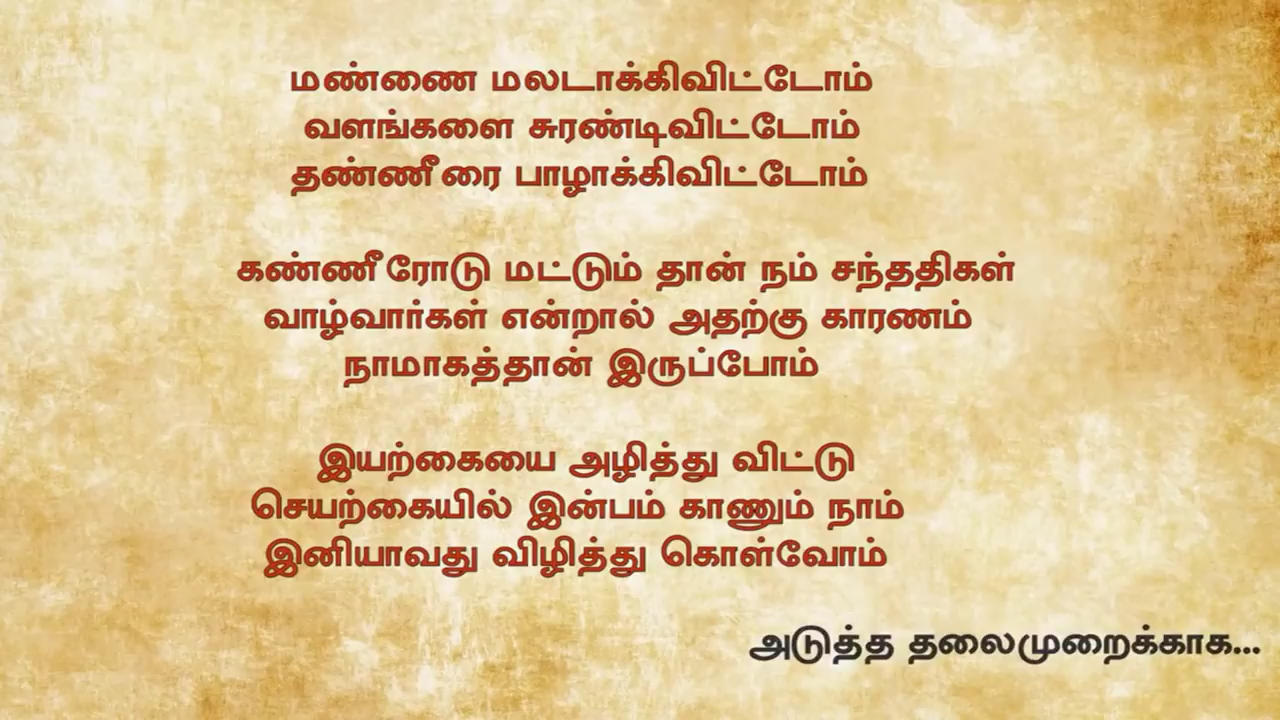 மண்ணை மலடாக்கிவிட்டோம்
வளங்களை சுரண்டிவிட்டோம்
தண்ணீரை பாழாக்கிவிட்டோம்
கண்ணீரோடு மட்டும் தான் நம் சந்ததிகள்
வாழ்வார்கள் என்றால் அதற்கு காரணம்
நாமாகத்தான் இருப்போம்
இயற்கையை அழித்து விட்டு
செயற்கையில் இன்பம் காணும் நாம்
இனியாவது விழித்து கொள்வோம்
அடுத்த தலைமுறைக்காக...